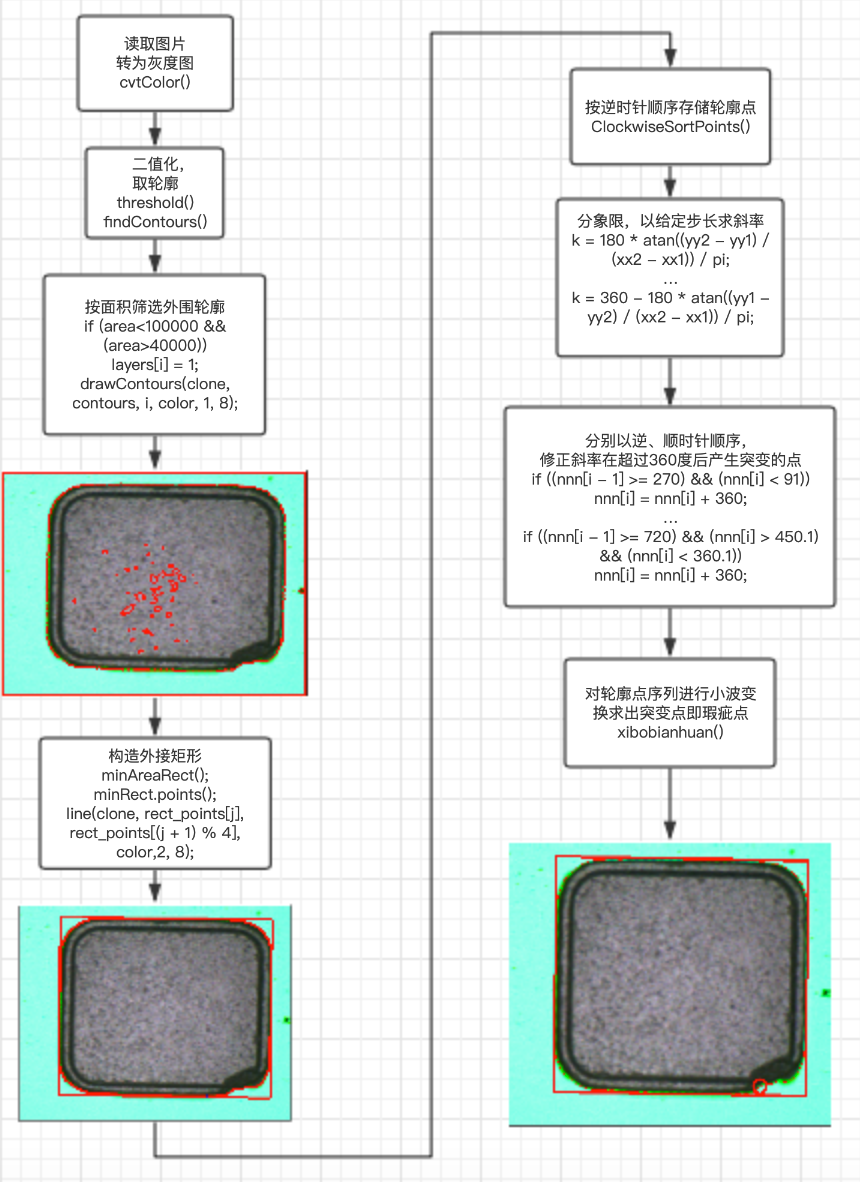 读取图片
转为灰度图
cvtColor()
二值化,
取轮廓
threshold()
findContours()
按面积筛选外围轮廓
if (area<100000 &&
(area>40000))
layers[i] = 1;
drawContours(clone,
contours, i, color, 1, 8);
构造外接矩形
minAreaRect();
minRect.points();
line(clone, rect_points[j],
rect_points[(j + 1) % 4],
color,2, 8);
按逆时针顺序存储轮廓点
ClockwiseSortPoints()
分象限，以给定步长求斜率
k = 180 * atan((yy2 - yy1) /
(xx2 - xx1)) / pi;
...
k = 360 - 180 * atan((yy1 -
yy2) / (xx2 - xx1)) / pi;
分别以逆、顺时针顺序，
修正斜率在超过360度后产生突变的点
if ((nnn[i - 1] >= 270) && (nnn[i] < 91))
nnn[i] = nnn[i] + 360;
...
if ((nnn[i - 1] >= 720) && (nnn[i] > 450.1)
&& (nnn[i] < 360.1))
nnn[i] = nnn[i] + 360;
对轮廓点序列进行小波变
换求出突变点即瑕疵点
xibobianhuan()